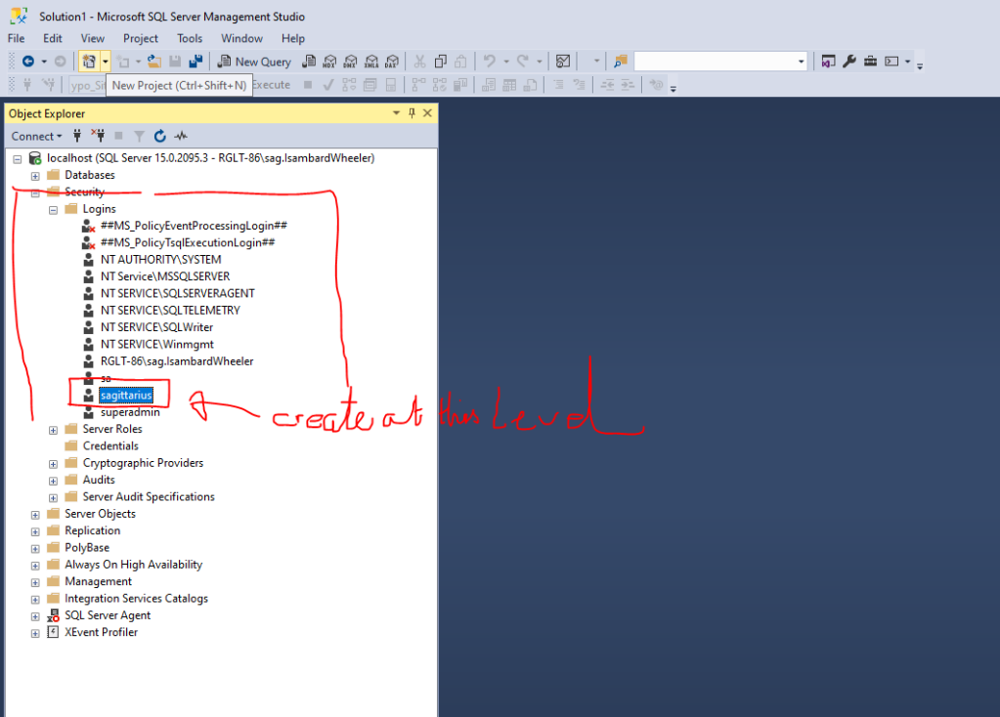 Solution1 - Microsoft SQL Server Management Studio
File Edit View Project Tools Window Help
New Query MDX DMX XMLA DAX
New Project (Ctrl+Shift+N) Execute
Object Explorer
Connect
localhost (SQL Server 15.0.2095.3 - RGLT-86\sag.IsambardWheeler)
Databases
Security
Logins
##MS_PolicyEventProcessingLogin##
##MS_PolicyTsqlExecutionLogin##
NT AUTHORITY\SYSTEM
NT Service\MSSQLSERVER
NT SERVICE\SQLSERVERAGENT
NT SERVICE\SQLTELEMETRY
NT SERVICE\SQLWriter
NT SERVICE\Winmgmt
RGLT-86\sag.IsambardWheeler
sa
sagittarius
create at this Level
superadmin
Server Roles
Credentials
Cryptographic Providers
Audits
Server Audit Specifications
Server Objects
Replication
PolyBase
Always On High Availability
Management
Integration Services Catalogs
SQL Server Agent
XEvent Profiler